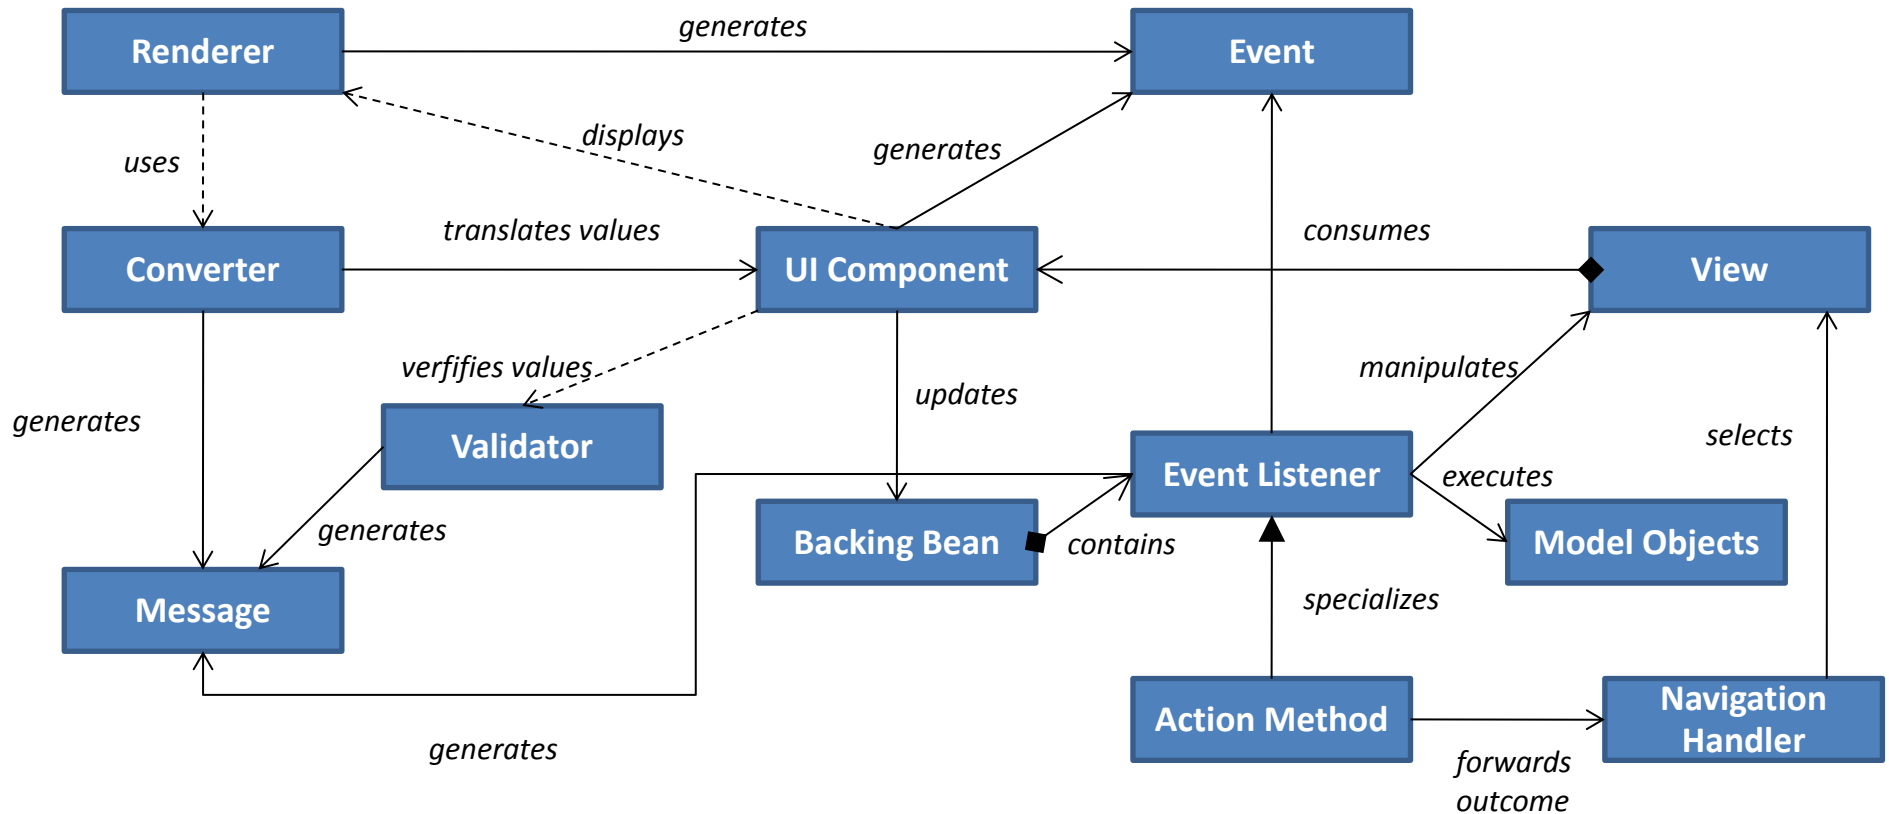 generates
Renderer
Event
displays
generates
uses
translates values
consumes
Converter
UI Component
View
verfifies values
manipulates
updates
generates
selects
Validator
Event Listener
executes
generates
Backing Bean
contains
Model Objects
Message
specializes
Action Method
Navigation
Handler
generates
forwards
outcome